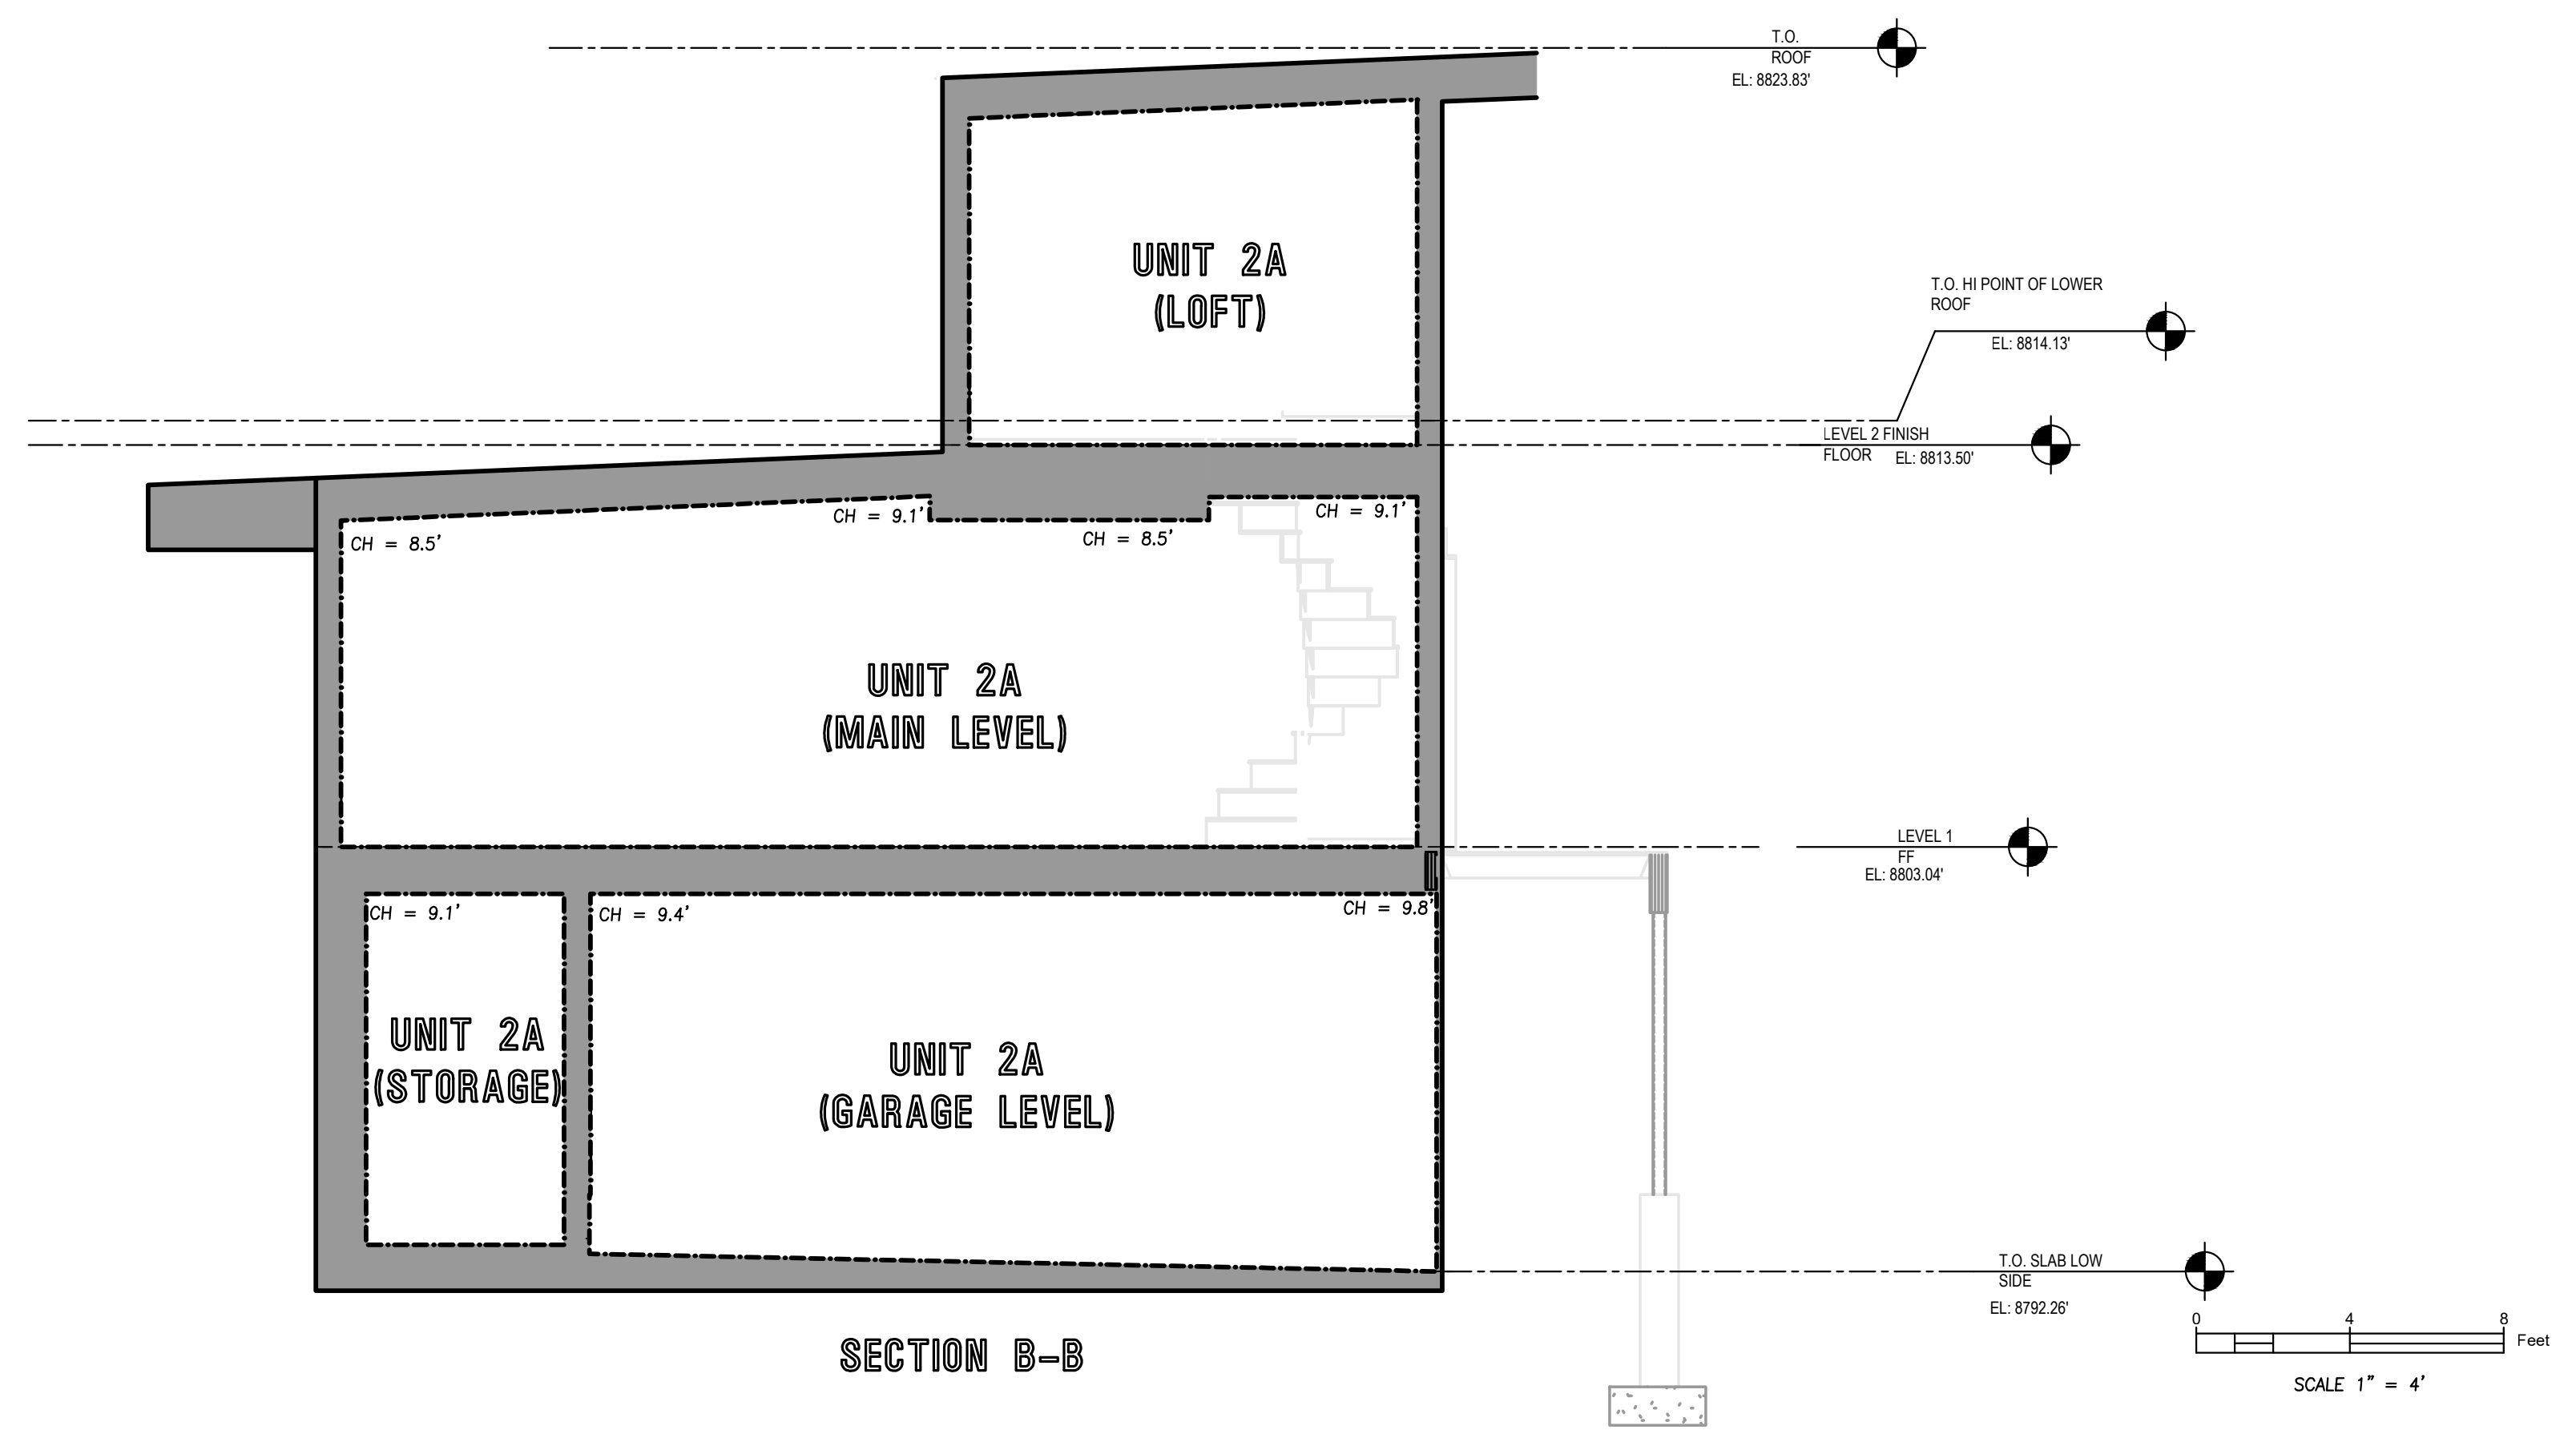 T.O.
ROOF
EL: 8823.83'
UNIT 2A
(LOFT)
T.O. HI POINT OF LOWER
ROOF
EL: 8814.13'
LEVEL 2 FINISH
FLOOR EL: 8813.50'
CH = 9.1'
CH = 9.1'
CH = 8.5'
CH = 8.5'
UNIT 2A
(MAIN LEVEL)
LEVEL 1
FF
EL: 8803.04'
CH = 9.1'
CH = 9.4'
CH = 9.8'
UNIT 2A
(STORAGE)
UNIT 2A
(GARAGE LEVEL)
T.O. SLAB LOW
SIDE
EL: 8792.26'
0 4 8
Feet
SCALE 1" = 4'
SECTION B-B